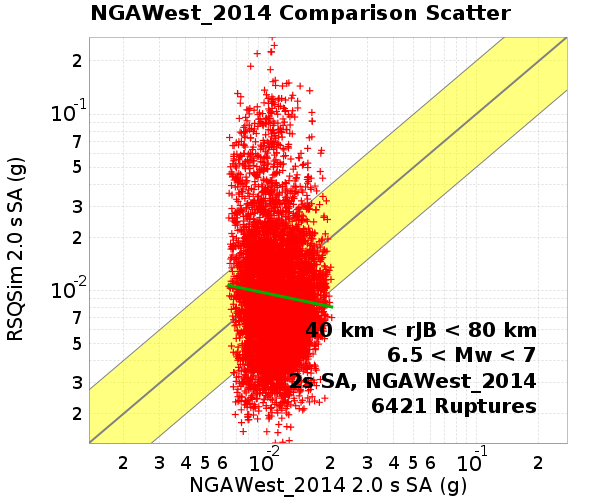 NGAWest_2014 Comparison Scatter
RSQSim 2.0 s SA (g)
2
10-1
7
5
3
2
10-2
7
5
3
2
40 km < rJB < 80 km
6.5 < Mw < 7
2s SA, NGAWest_2014
6421 Ruptures
2 3 4 5 6 10-2 2 3 4 5 6 10-1 2
NGAWest_2014 2.0 s SA (g)